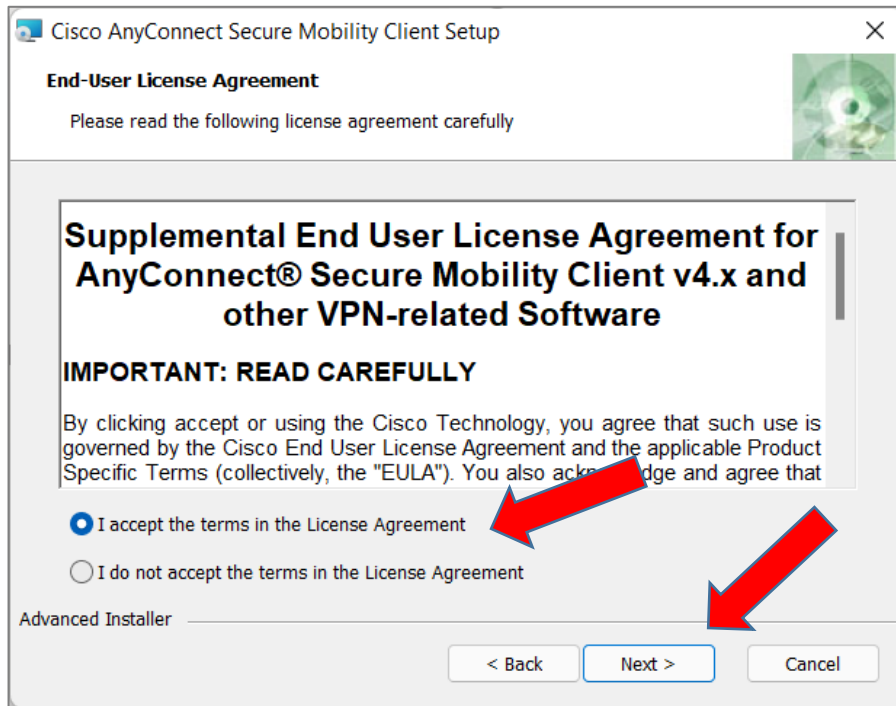 Cisco AnyConnect Secure Mobility Client Setup
End-User License Agreement
Please read the following license agreement carefully
Supplemental End User License Agreement for
AnyConnect® Secure Mobility Client v4.x and
other VPN-related Software
IMPORTANT: READ CAREFULLY
By clicking accept or using the Cisco Technology, you agree that such use is
governed by the Cisco End User License Agreement and the applicable Product
Specific Terms (collectively, the "EULA"). You also and agree that
I accept the terms in the License Agreement
I do not accept the terms in the License Agreement
Advanced Installer
< Back Next > Cancel